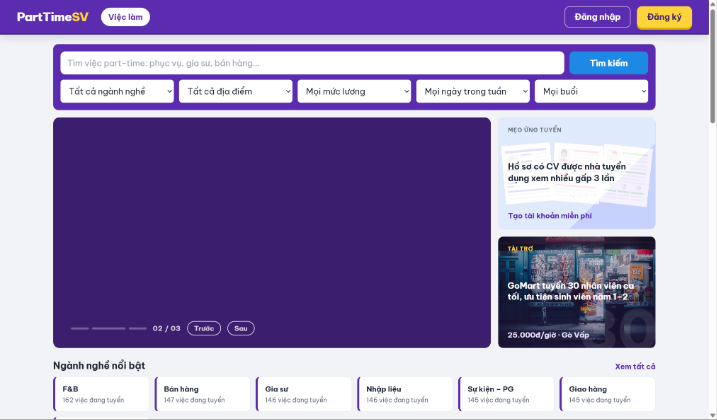 PartTimeSV
Việc làm
Đăng nhập
Đăng ký
Tìm việc part-time: phục vụ, gia sư, bán hàng...
Tìm kiếm
Tất cả ngành nghề
Tất cả địa điểm
Mọi mức lương
Mọi ngày trong tuần
Mọi buổi
02 / 03
Trước
Sau
MẸO ỨNG TUYỂN
Hồ sơ có CV được nhà tuyển
dụng xem nhiều gấp 3 lần
Tạo tài khoản miễn phí
TÀI TRỢ
GoMart tuyển 30 nhân viên ca
tối, ưu tiên sinh viên năm 1-2
30
25.000đ/giờ · Gò Vấp
Ngành nghề nổi bật
Xem tất cả
F&B
162 việc đang tuyển
Bán hàng
147 việc đang tuyển
Gia sư
146 việc đang tuyển
Nhập liệu
146 việc đang tuyển
Sự kiện - PG
145 việc đang tuyển
Giao hàng
145 việc đang tuyển